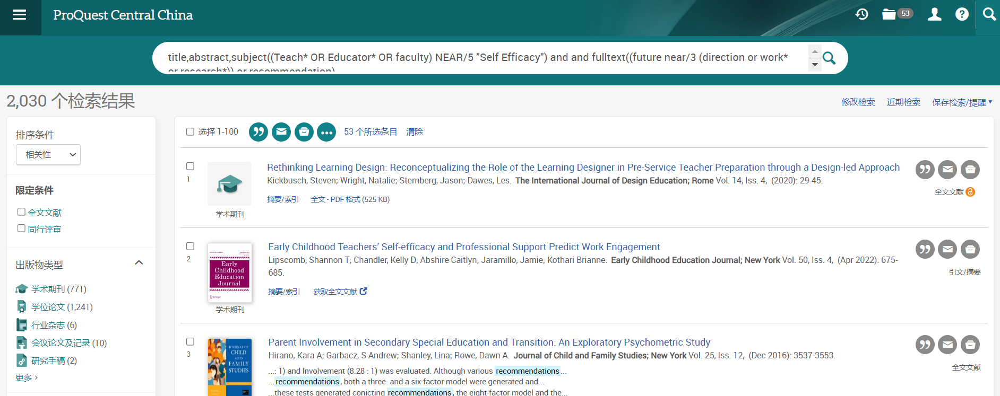 ProQuest Central China
53
title,abstract,subject((Teach* OR Educator* OR faculty) NEAR/5 "Self Efficacy") and and fulltext((future near/3 (direction or work*
or research*)) or recommendation)
2,030 个检索结果
修改检索 近期检索 保存检索/提醒
排序条件
相关性
限定条件
全文文献
同行评审
出版物类型
学术期刊 (771)
学位论文 (1,241)
行业杂志 (6)
会议论文及记录 (10)
研究手稿 (2)
更多 ›
选择 1-100 53 个所选条目 清除
1
Rethinking Learning Design: Reconceptualizing the Role of the Learning Designer in Pre-Service Teacher Preparation through a Design-led Approach
Kickbusch, Steven; Wright, Natalie; Sternberg, Jason; Dawes, Les. The International Journal of Design Education; Rome Vol. 14, Iss. 4, (2020): 29-45.
摘要/索引 全文 - PDF 格式 (525 KB)
学术期刊
全文文献
2
Early Childhood Education Journal
Springer
Early Childhood Teachers’ Self-efficacy and Professional Support Predict Work Engagement
Lipscomb, Shannon T; Chandler, Kelly D; Abshire Caitlyn; Jaramillo, Jamie; Kothari Brianne. Early Childhood Education Journal; New York Vol. 50, Iss. 4, (Apr 2022): 675-
685.
摘要/索引 获取全文文献
学术期刊
引文/摘要
3
JOURNAL OF CHILD AND FAMILY STUDIES
Parent Involvement in Secondary Special Education and Transition: An Exploratory Psychometric Study
Hirano, Kara A; Garbacz, S Andrew; Shanley, Lina; Rowe, Dawn A. Journal of Child and Family Studies; New York Vol. 25, Iss. 12, (Dec 2016): 3537-3553.
...: 1) and Involvement (8.28 : 1) was evaluated. Although various recommendations...
...recommendations, both a three- and a six-factor model were generated and...
...these tests generated conicting recommendations, the eight-factor model and the...
全文文献